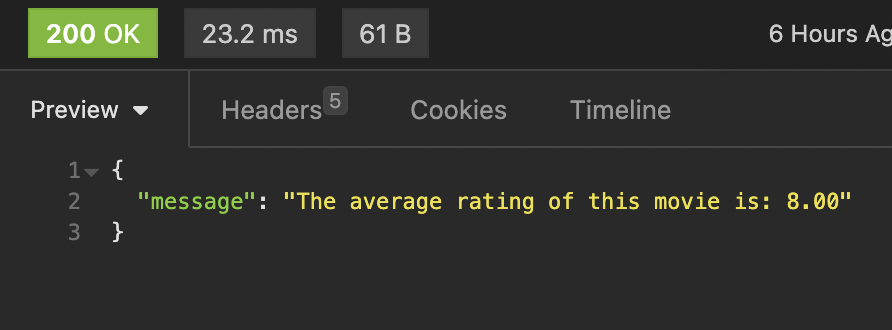 200 OK 23.2 ms 61 B 6 Hours Ag
Preview Headers 5 Cookies Timeline
1 {
2 "message": "The average rating of this movie is: 8.00"
3 }